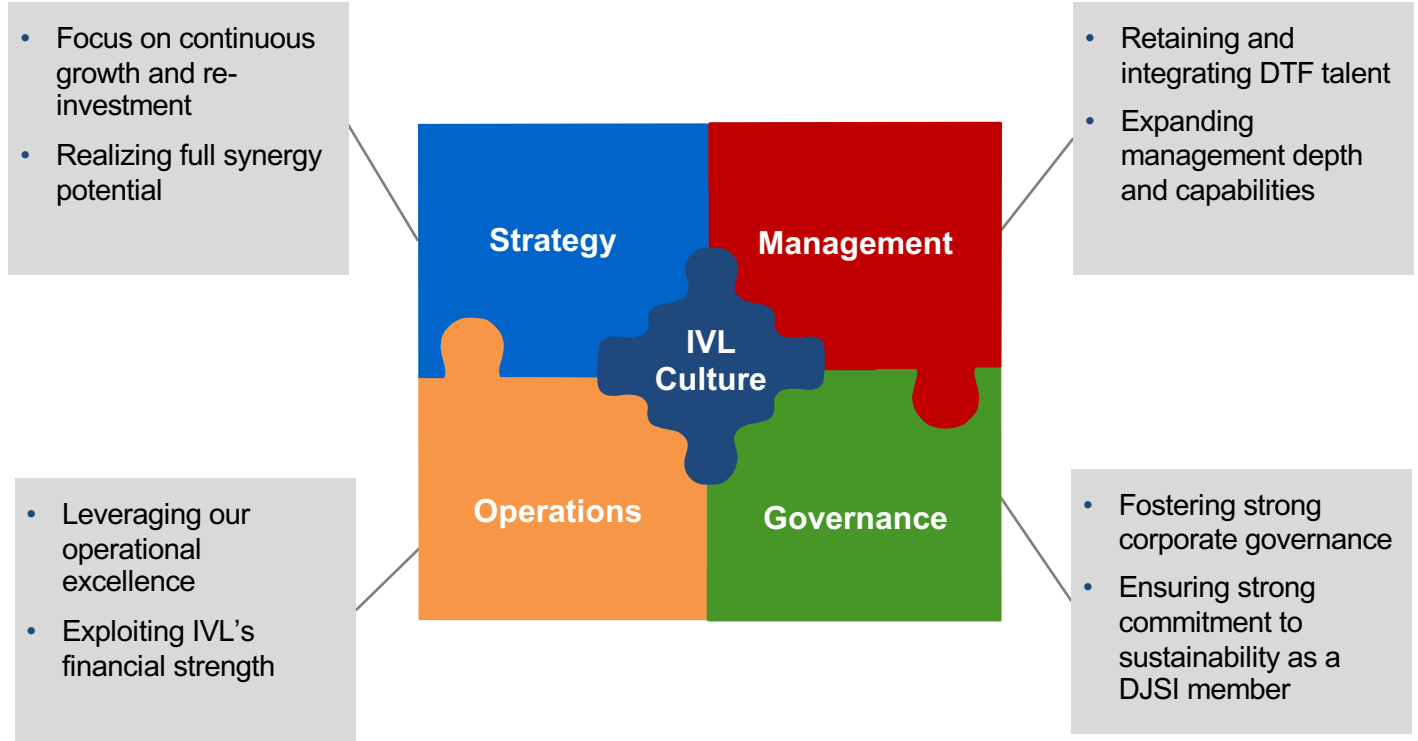 • Focus on continuous
growth and re-
investment
• Realizing full synergy
potential
• Retaining and
integrating DTF talent
• Expanding
management depth
and capabilities
Strategy
Management
IVL
Culture
Operations
Governance
• Leveraging our
operational
excellence
• Exploiting IVL’s
financial strength
• Fostering strong
corporate governance
• Ensuring strong
commitment to
sustainability as a
DJSI member